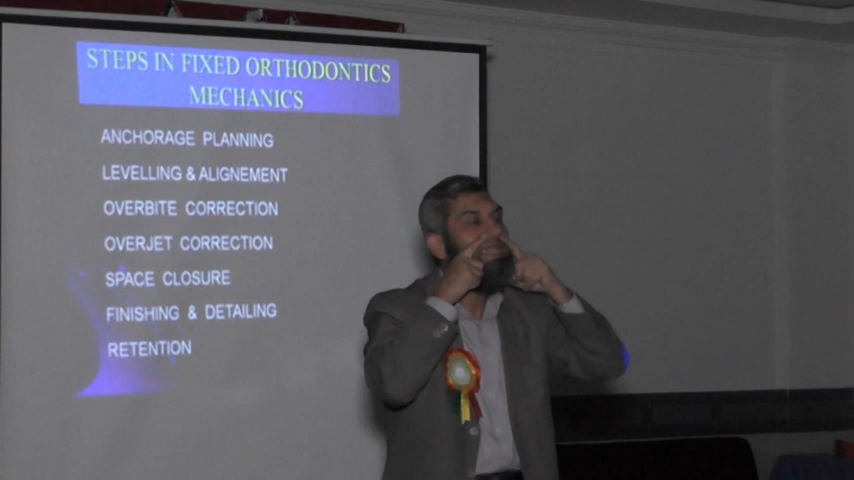 STEPS IN FIXED ORTHODONTICS
MECHANICS
ANCHORAGE PLANNING
LEVELLING & ALIGNEMENT
OVERBITE CORRECTION
OVERJET CORRECTION
SPACE CLOSURE
FINISHING & DETAILING
RETENTION